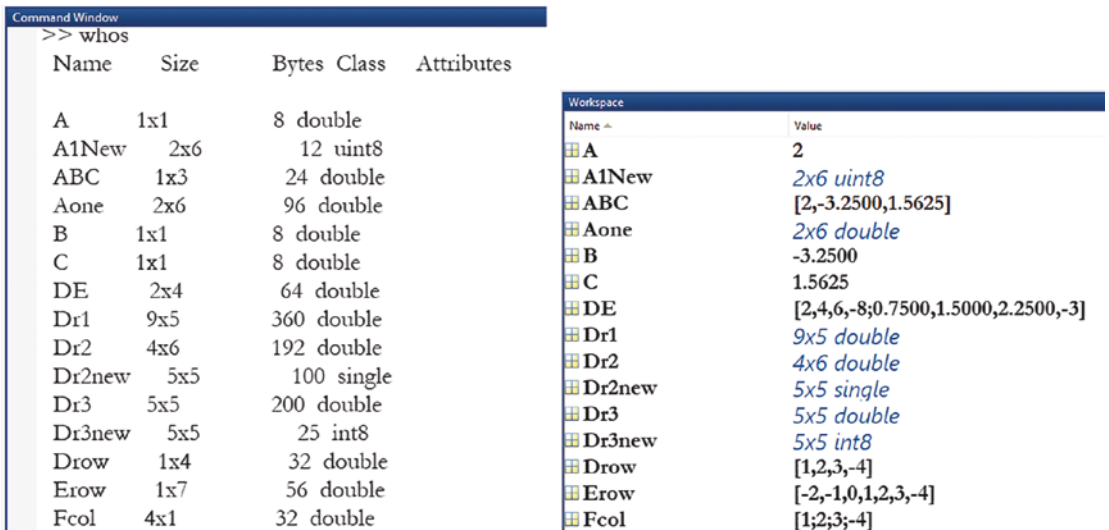 Command Window
>> whos
Name Size Bytes Class Attributes
A 1x1 8 double
A1New 2x6 12 uint8
ABC 1x3 24 double
Aone 2x6 96 double
B 1x1 8 double
C 1x1 8 double
DE 2x4 64 double
Dr1 9x5 360 double
Dr2 4x6 192 double
Dr2new 5x5 100 single
Dr3 5x5 200 double
Dr3new 5x5 25 int8
Drow 1x4 32 double
Erow 1x7 56 double
Fcol 4x1 32 double
Workspace
Name Value
A 2
A1New 2x6 uint8
ABC [2,-3.2500,1.5625]
Aone 2x6 double
B -3.2500
C 1.5625
DE [2,4,6,-8;0.7500,1.5000,2.2500,-3]
Dr1 9x5 double
Dr2 4x6 double
Dr2new 5x5 single
Dr3 5x5 double
Dr3new 5x5 int8
Drow [1,2,3,-4]
Erow [-2,-1,0,1,2,3,-4]
Fcol [1;2;3;-4]